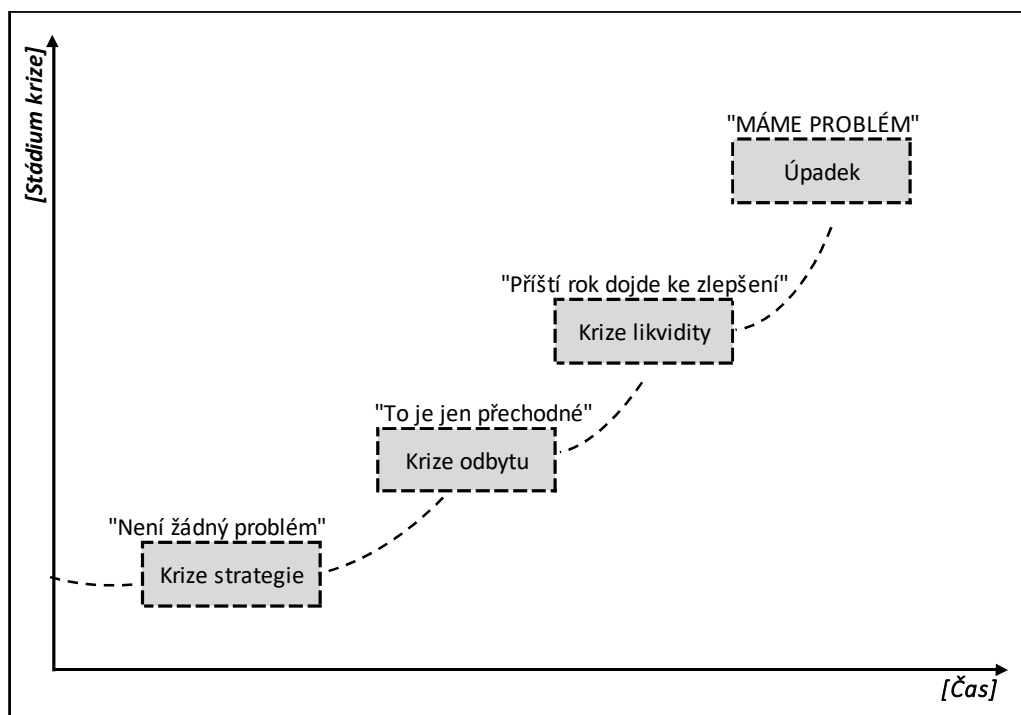 [Stádium krize]
"MÁME PROBLÉM"
Úpadek
"Příští rok dojde ke zlepšení"
Krize likvidity
"To je jen přechodné"
Krize odbytu
"Není žádný problém"
Krize strategie
[Čas]